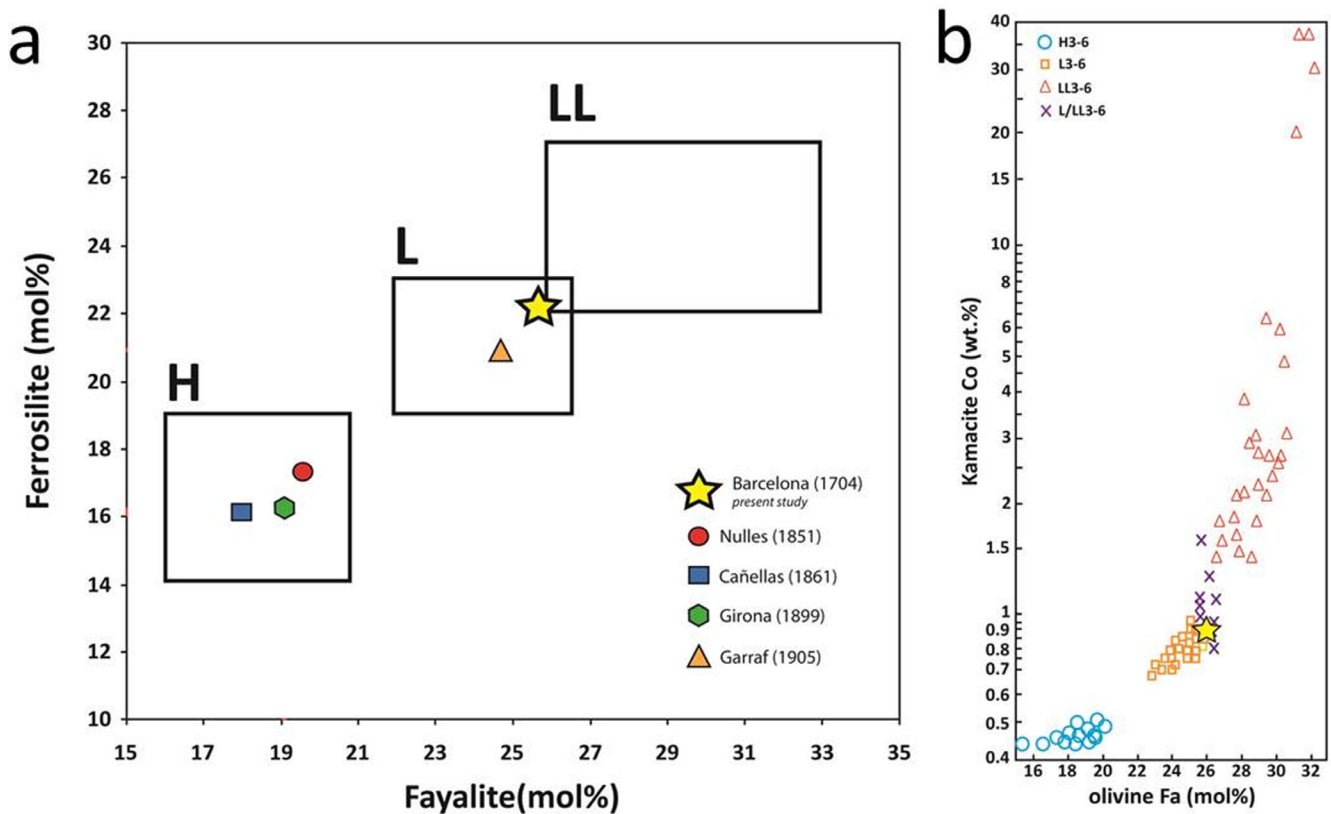 a
30
28
26
24
22
20
18
16
14
12
10
Ferrosilite (mol%)
LL
L
H
Barcelona (1704)
present study
Nulles (1851)
Cañellas (1861)
Girona (1899)
Garraf (1905)
15
17
19
21
23
25
27
29
31
33
35
Fayalite(mol%)
b
40
30
20
15
10
8
6
5
4
3
2
1.5
1
0.9
0.8
0.7
0.6
0.5
0.4
Kamacite Co (wt.%)
H3-6
L3-6
LL3-6
L/LL3-6
16
18
20
22
24
26
28
30
32
olivine Fa (mol%)